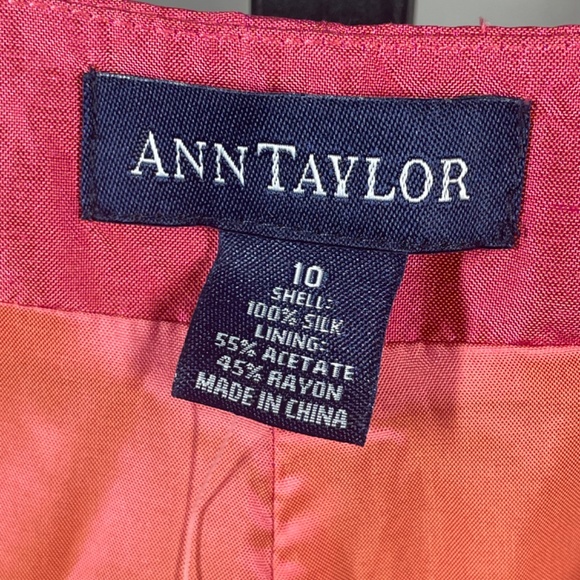 ANN TAYLOR
10
SHELL:
100% SILK
LINING:
55% ACETATE
45% RAYON
MADE IN CHINA